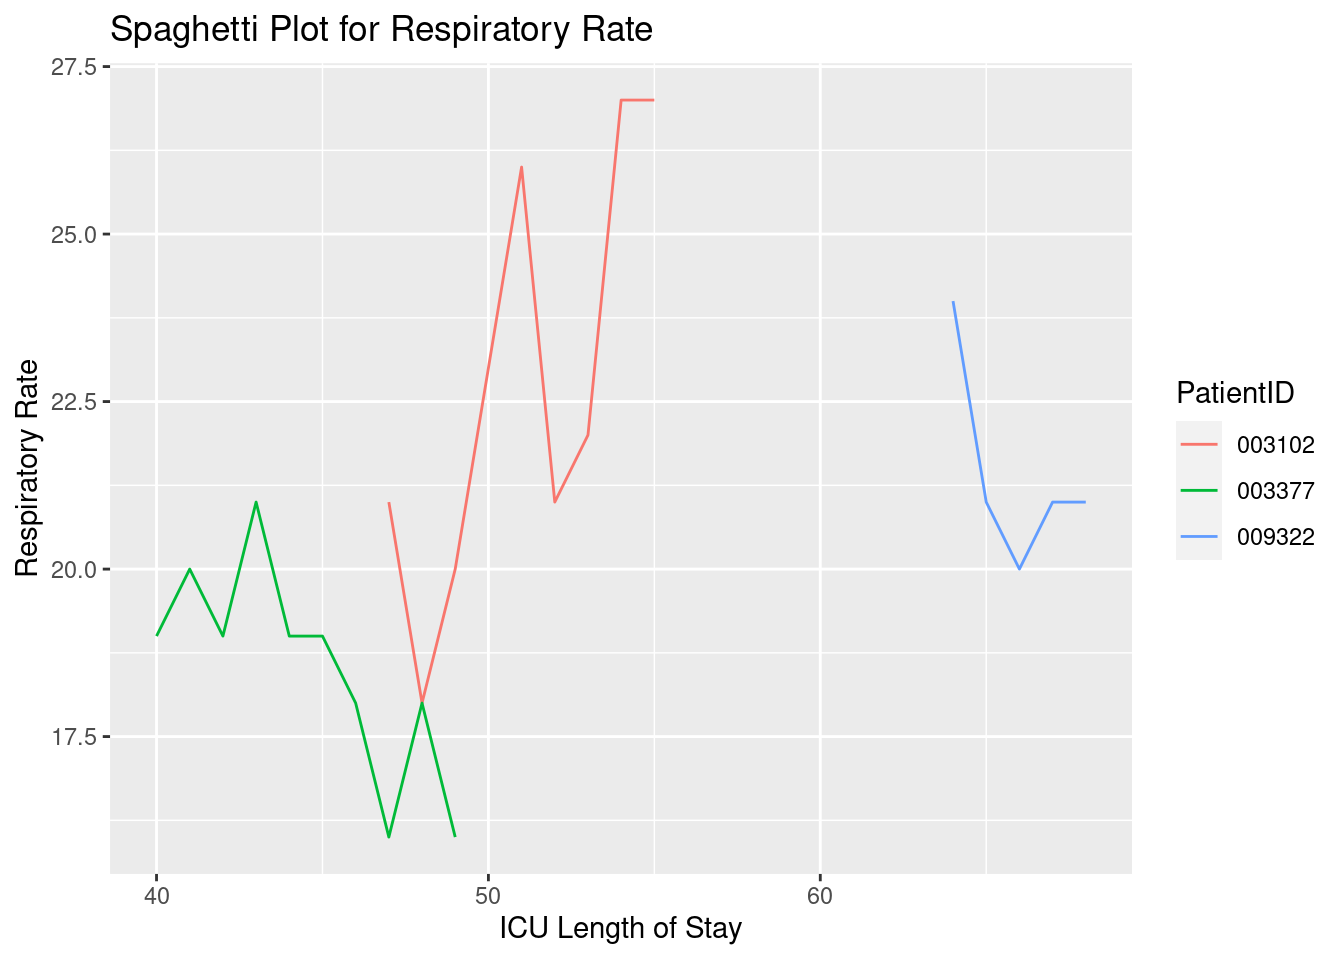 Spaghetti Plot for Respiratory Rate
27.5
25.0
22.5
20.0
17.5
Respiratory Rate
40
50
60
ICU Length of Stay
PatientID
003102
003377
009322